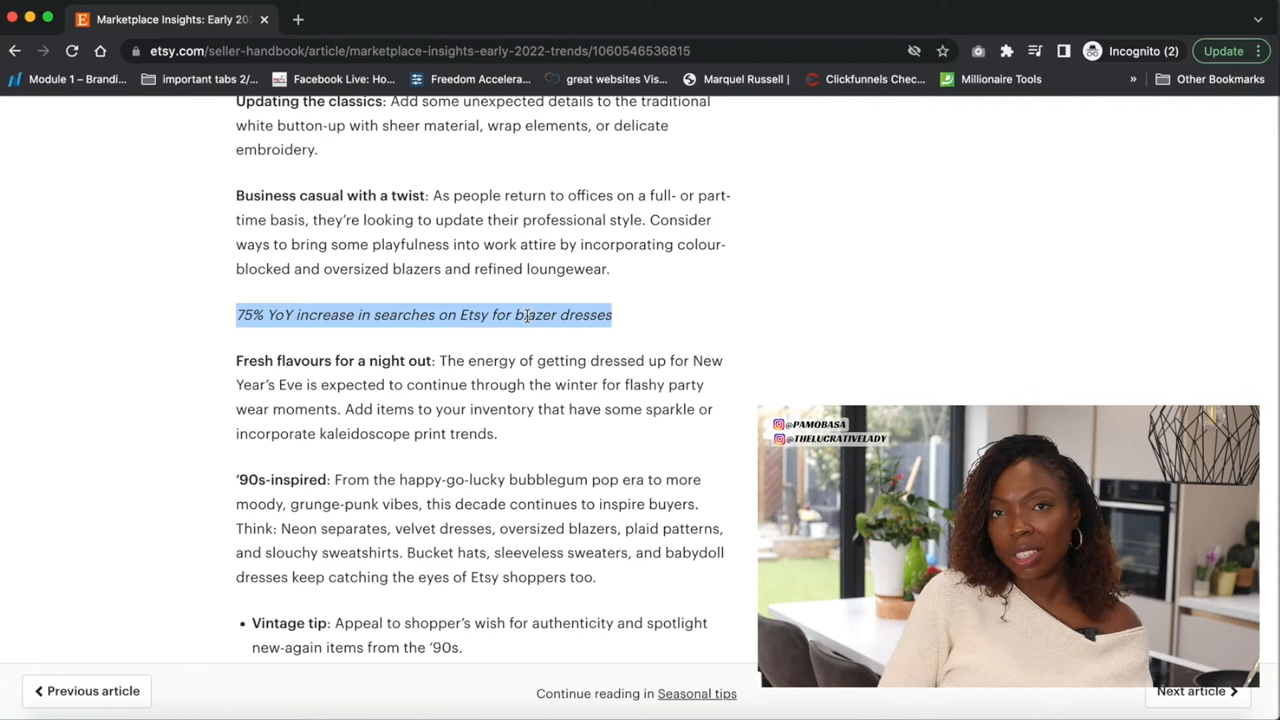 Marketplace Insights: Early 202
etsy.com/seller-handbook/article/marketplace-insights-early-2022-trends/1060546536815
Incognito (2)
Update
Module 1 – Brandi...
important tabs 2/...
Facebook Live: Ho...
Freedom Accelera...
great websites Vis...
Marquel Russell |
Clickfunnels Chec...
Millionaire Tools
»
Other Bookmarks
Updating the classics: Add some unexpected details to the traditional
white button-up with sheer material, wrap elements, or delicate
embroidery.
Business casual with a twist: As people return to offices on a full- or part-
time basis, they’re looking to update their professional style. Consider
ways to bring some playfulness into work attire by incorporating colour-
blocked and oversized blazers and refined loungewear.
75% YoY increase in searches on Etsy for blazer dresses
Fresh flavours for a night out: The energy of getting dressed up for New
Year’s Eve is expected to continue through the winter for flashy party
wear moments. Add items to your inventory that have some sparkle or
incorporate kaleidoscope print trends.
’90s-inspired: From the happy-go-lucky bubblegum pop era to more
moody, grunge-punk vibes, this decade continues to inspire buyers.
Think: Neon separates, velvet dresses, oversized blazers, plaid patterns,
and slouchy sweatshirts. Bucket hats, sleeveless sweaters, and babydoll
dresses keep catching the eyes of Etsy shoppers too.
• Vintage tip: Appeal to shopper’s wish for authenticity and spotlight
new-again items from the ’90s.
@PAMOBASA
@THELUCRATIVELADY
Previous article
Continue reading in Seasonal tips
Next article